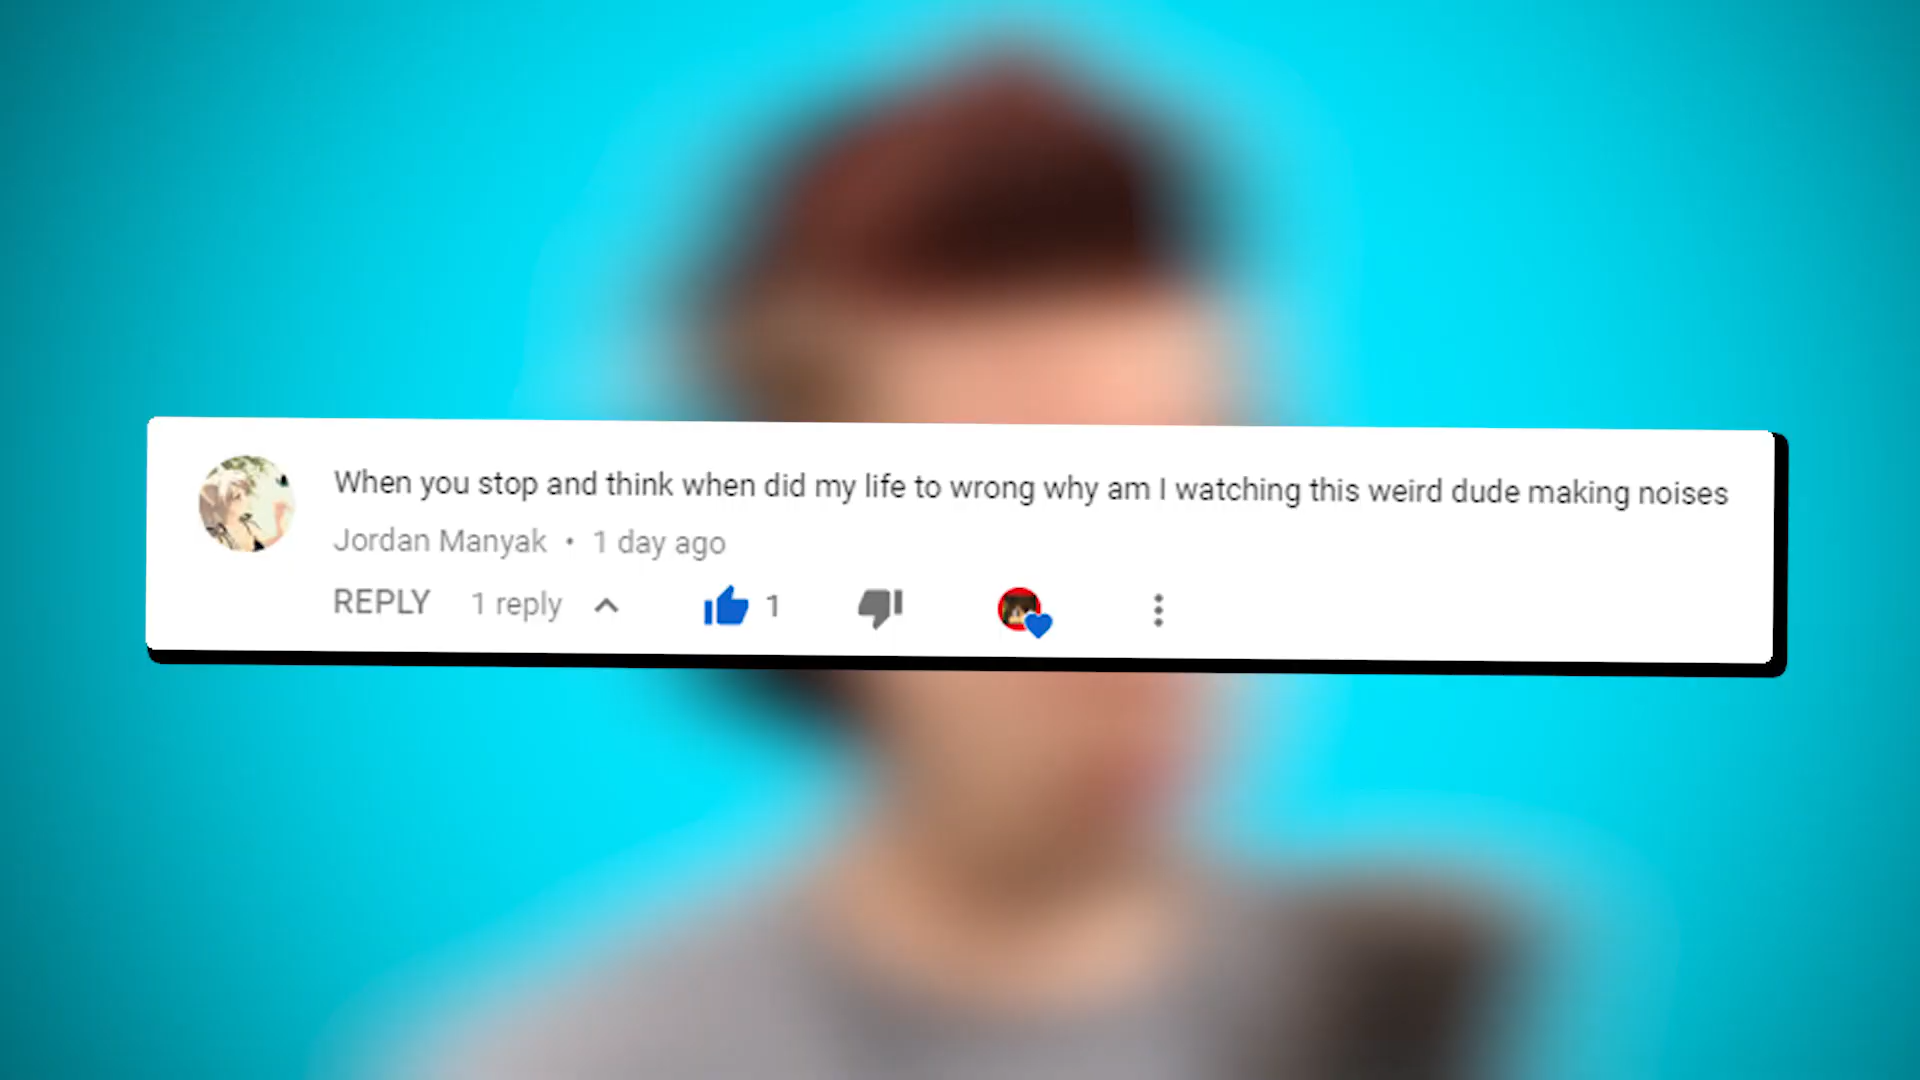 When you stop and think when did my life to wrong why am I watching this weird dude making noises
Jordan Manyak • 1 day ago
REPLY 1 reply 1